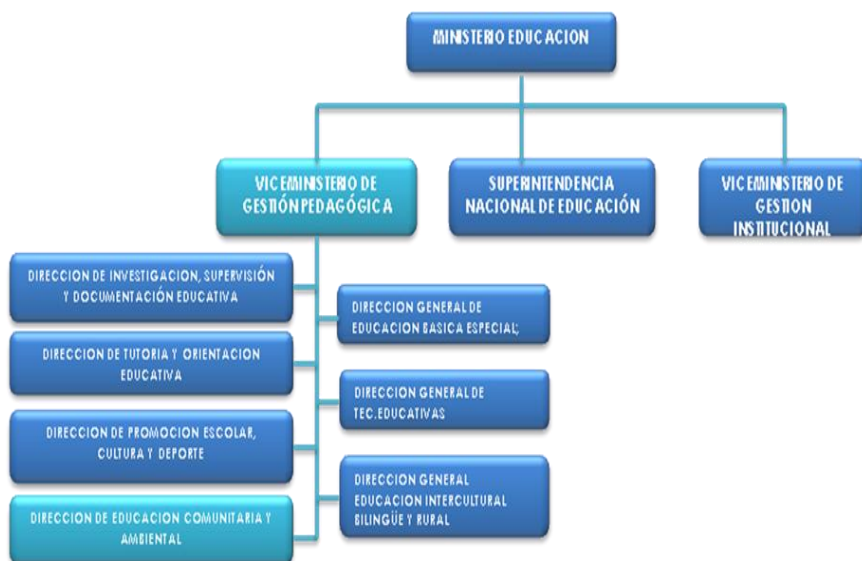 MINISTERIO EDUCACION
VICEMINISTERIO DE
GESTIÓN PEDAGÓGICA
SUPERINTENDENCIA
NACIONAL DE EDUCACIÓN
VICEMINISTERIO DE
GESTION
INSTITUCIONAL
DIRECCION DE INVESTIGACION, SUPERVISIÓN
Y DOCUMENTACIÓN EDUCATIVA
DIRECCION GENERAL DE
EDUCACION BASICA ESPECIAL;
DIRECCION DE TUTORIA Y ORIENTACION
EDUCATIVA
DIRECCION GENERAL DE
TEC.EDUCATIVAS
DIRECCION DE PROMOCION ESCOLAR,
CULTURA Y DEPORTE
DIRECCION GENERAL
EDUCACION INTERCULTURAL
BILINGÜE Y RURAL
DIRECCION DE EDUCACION COMUNITARIA Y
AMBIENTAL